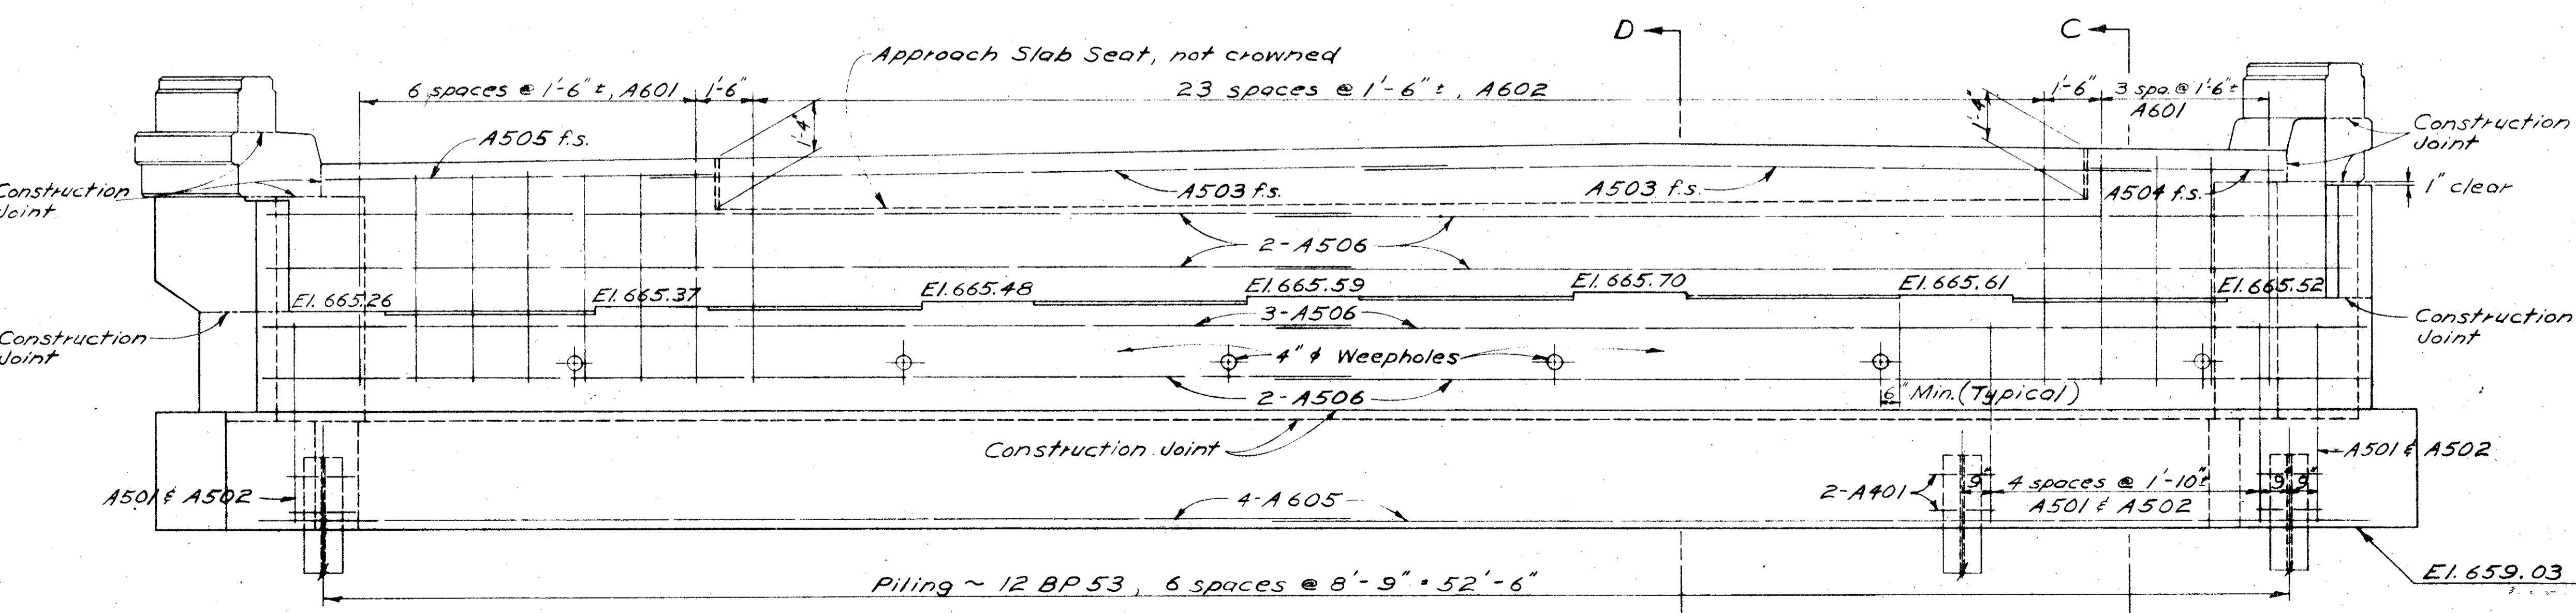 D
C
Approach Slab Seat, not crowned
6 spaces @ 1'-6" ±, A601
1'-6"
23 spaces @ 1'-6" ±, A602
1'-6"
3 spa. @ 1'-6" ±
A601
1'-4"
1'-4"
A505 f.s.
Construction
Joint
Construction
Joint
A503 f.s.
A503 f.s.
A504 f.s.
1" clear
2-A506
El. 665.26
El. 665.37
El. 665.48
El. 665.59
El. 665.70
El. 665.61
El. 665.52
3-A506
Construction
Joint
Construction
Joint
4" ϕ Weepholes
2-A506
6" Min. (Typical)
Construction Joint
A501 & A502
A501 & A502
4-A605
2-A401
9"
4 spaces @ 1'-10" ±
A501 & A502
9"
9"
Piling ~ 12 BP 53, 6 spaces @ 8'-9" = 52'-6"
El. 659.03